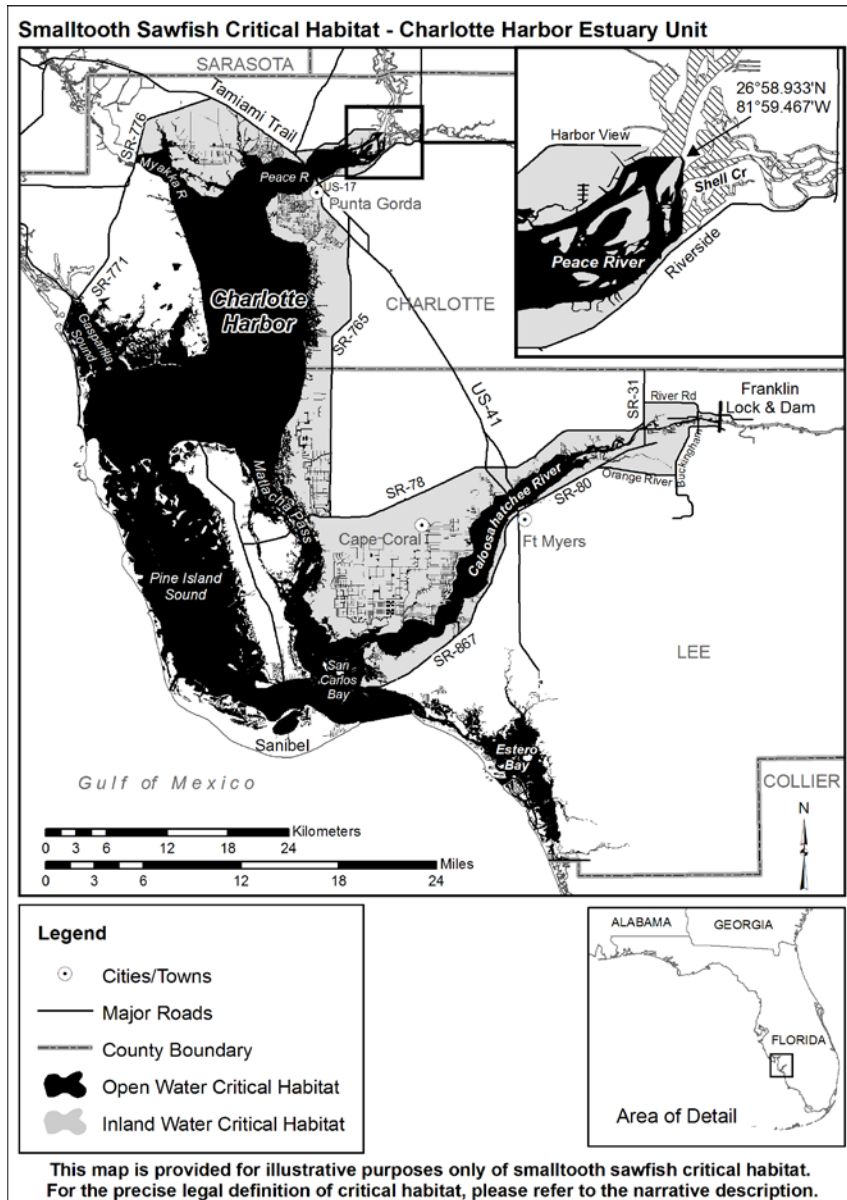 Smalltooth Sawfish Critical Habitat - Charlotte Harbor Estuary Unit
SARASOTA
Tamiami Trail
SR-776
Myakka R
Peace R
US-17
Punta Gorda
SR-771
Gasparilla
Sound
Charlotte
Harbor
CHARLOTTE
SR-765
US-41
26°58.933'N
81°59.467'W
Harbor View
Shell Cr
Peace River
Riverside
SR-31
River Rd
Franklin
Lock & Dam
Buckingham
Orange River
SR-80
SR-78
Matlacha Pass
Caloosahatchee River
Cape Coral
Ft Myers
Pine Island
Sound
SR-867
LEE
San
Carlos
Bay
Sanibel
Estero
Bay
Gulf of Mexico
COLLIER
N
Kilometers
0 3 6 12 18 24
Miles
0 3 6 12 18 24
Legend
Cities/Towns
Major Roads
County Boundary
Open Water Critical Habitat
Inland Water Critical Habitat
ALABAMA
GEORGIA
FLORIDA
Area of Detail
This map is provided for illustrative purposes only of smalltooth sawfish critical habitat.
For the precise legal definition of critical habitat, please refer to the narrative description.